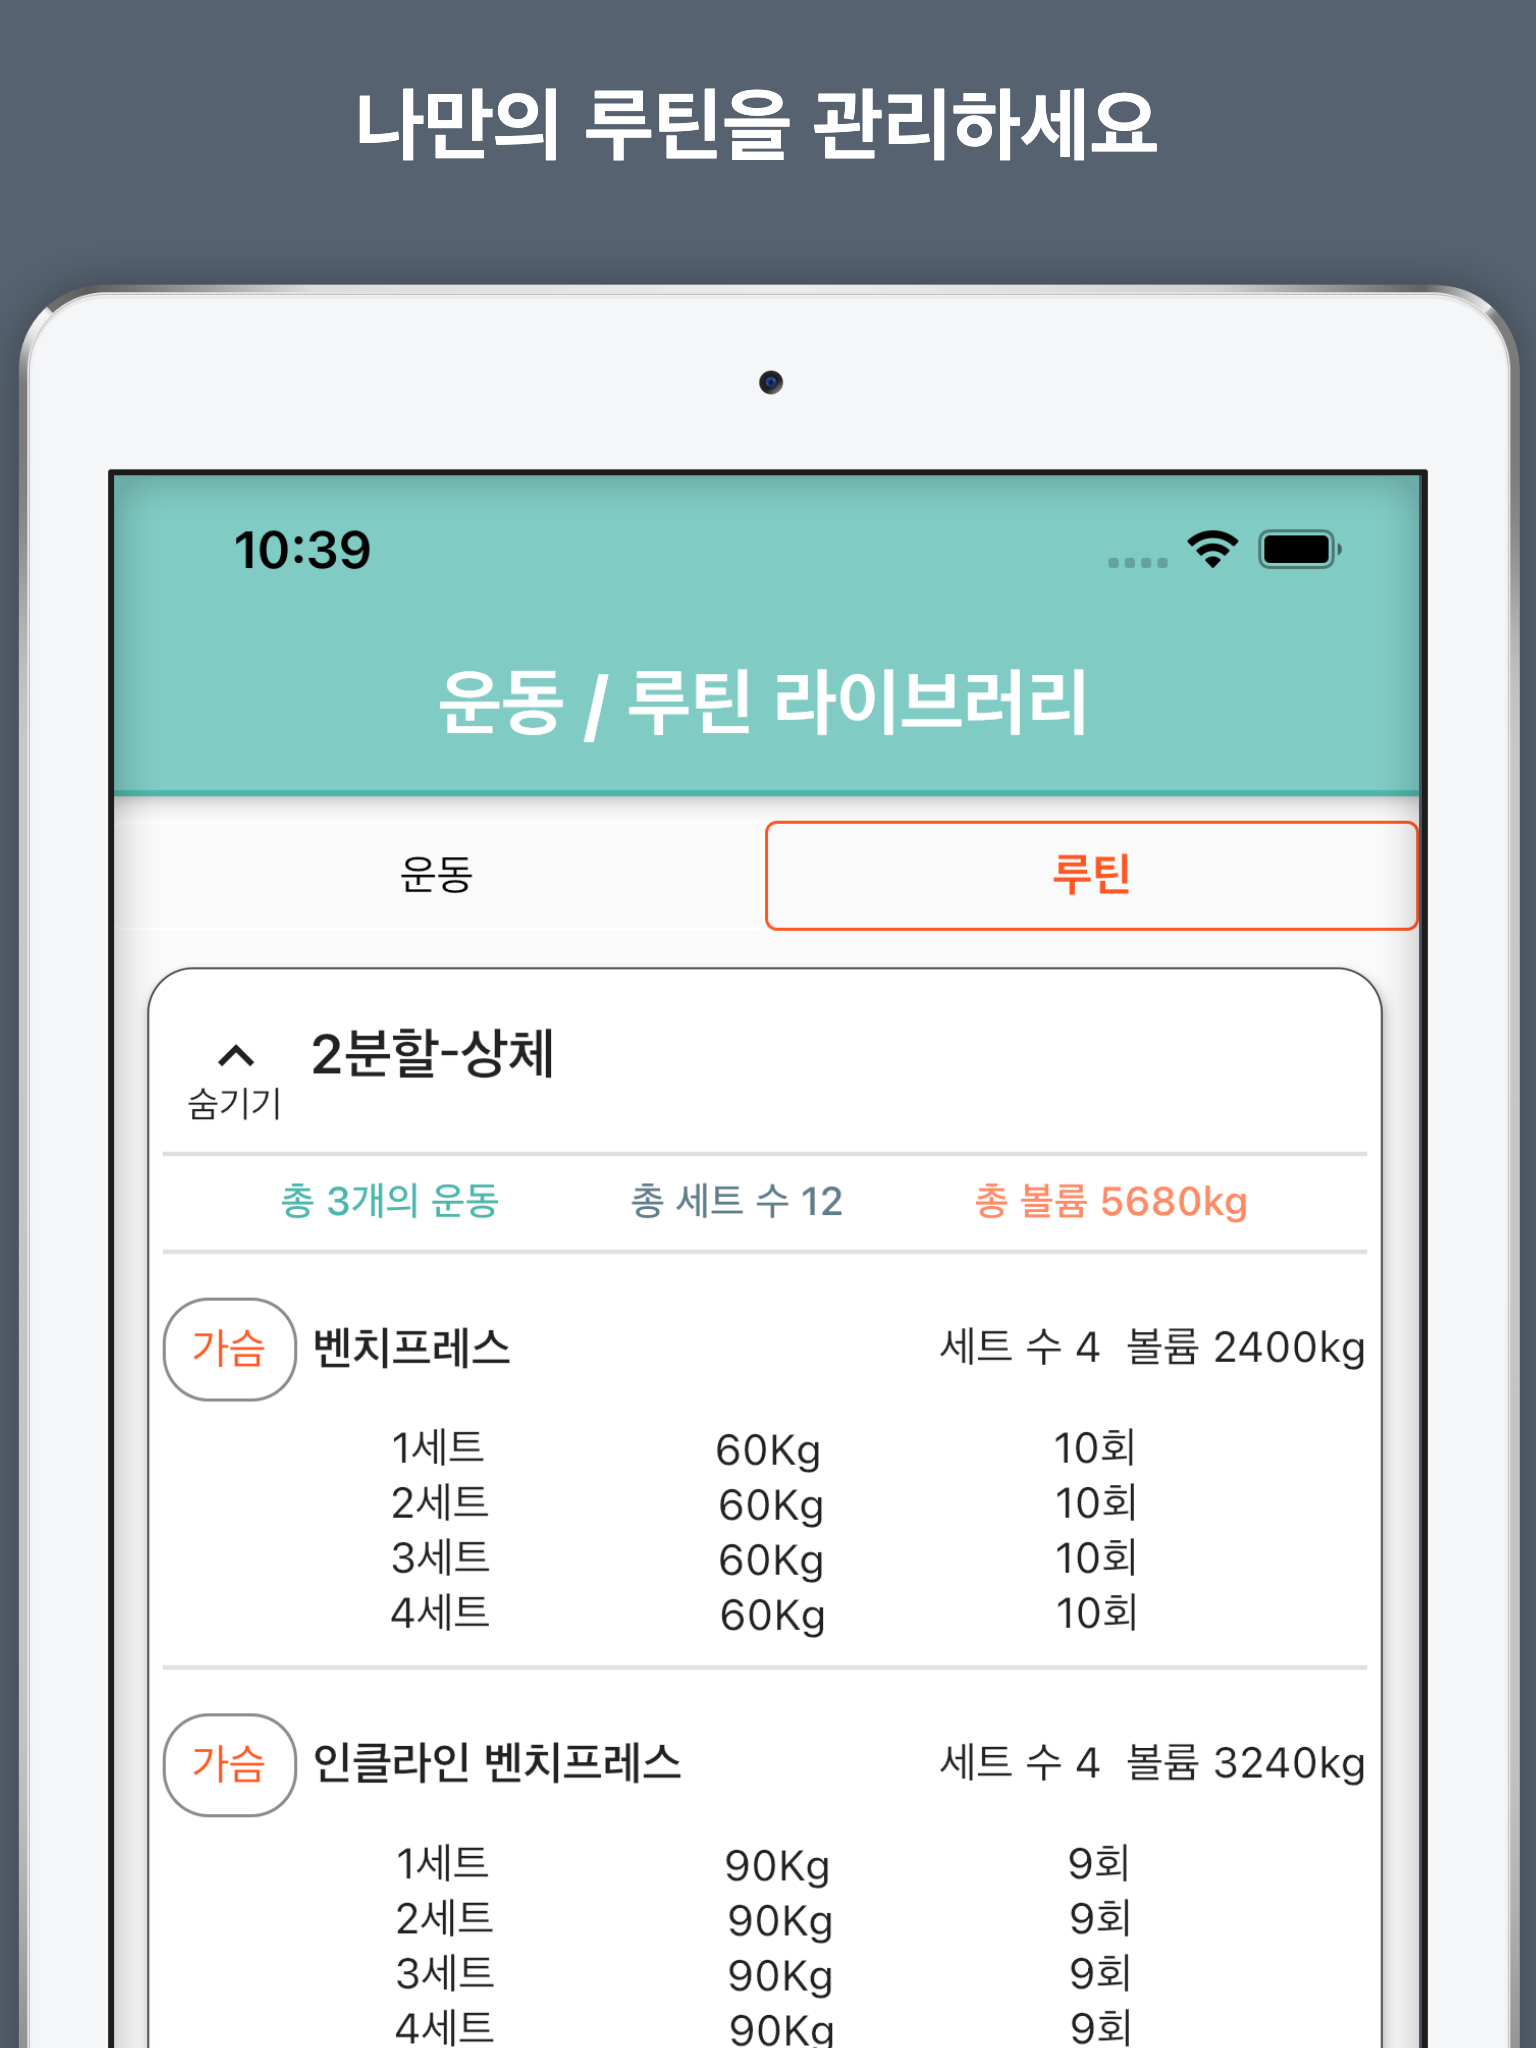 나만의 루틴을 관리하세요
10:39
운동 / 루틴 라이브러리
운동 루틴
2분할-상체
숨기기
총 3개의 운동 총 세트 수 12 총 볼륨 5680kg
가슴 벤치프레스 세트 수 4 볼륨 2400kg
1세트 60Kg 10회
2세트 60Kg 10회
3세트 60Kg 10회
4세트 60Kg 10회
가슴 인클라인 벤치프레스 세트 수 4 볼륨 3240kg
1세트 90Kg 9회
2세트 90Kg 9회
3세트 90Kg 9회
4세트 90Kg 9회